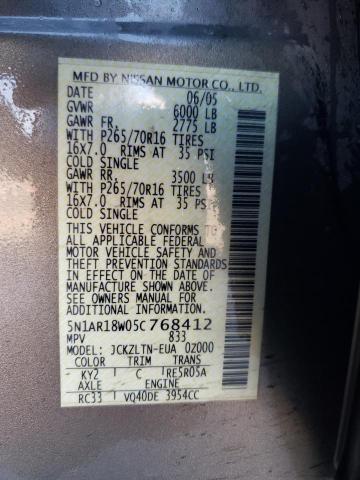 MFD BY NISSAN MOTOR CO., LTD.
DATE 06/05
GVWR 6000 LB
GAWR FR. 2775 LB
WITH P265/70R16 TIRES
16X7.0 RIMS AT 35 PSI
COLD SINGLE
GAWR RR. 3500 LB
WITH P265/70R16 TIRES
16X7.0 RIMS AT 35 PSI
COLD SINGLE
THIS VEHICLE CONFORMS TO
ALL APPLICABLE FEDERAL
MOTOR VEHICLE SAFETY AND
THEFT PREVENTION STANDARDS
IN EFFECT ON THE DATE OF
MANUFACTURE SHOWN ABOVE.
SEE OWNERS MANUAL FOR
ADDITIONAL INFORMATION
5N1AR18W05C768412
MPV 833
MODEL: JCKZLTN-EUA 0Z000
COLOR TRIM TRANS
KY2 C RE5R05A
AXLE ENGINE
RC33 VQ40DE 3954CC